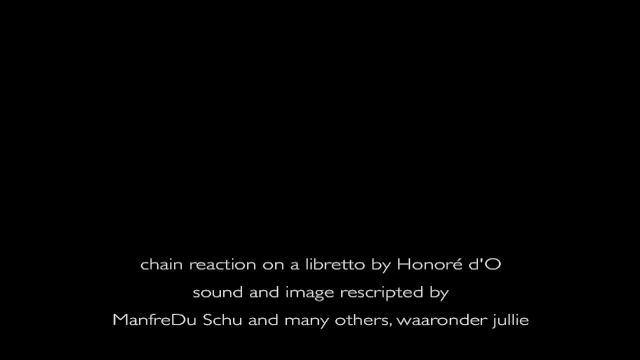 chain reaction on a libretto by Honoré d'O
sound and image rescripted by
ManfreDu Schu and many others, waaronder jullie